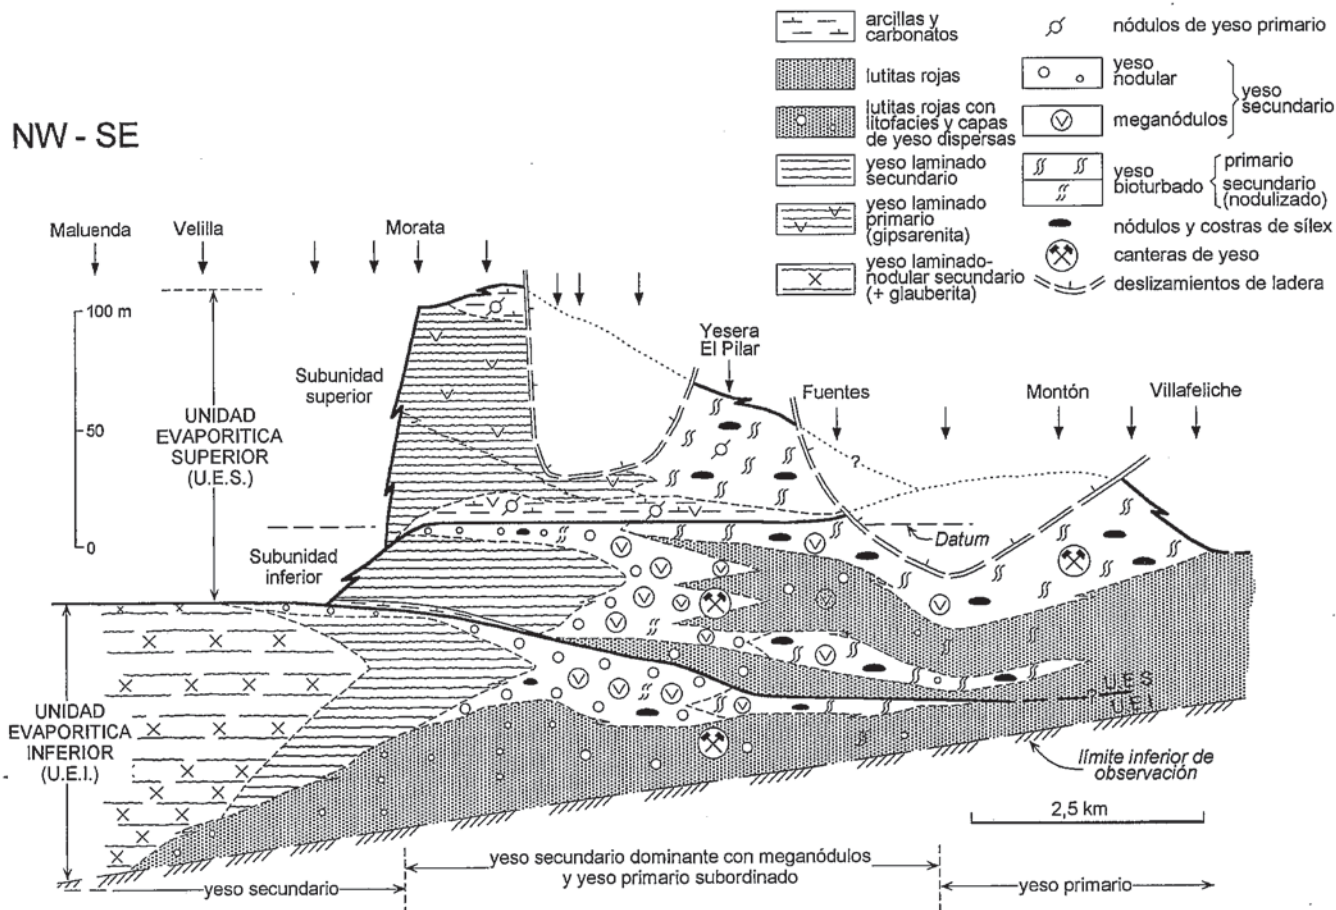 NW - SE
arcillas y
carbonatos
lutitas rojas
lutitas rojas con
litofacies y capas
de yeso dispersas
yeso laminado
secundario
yeso laminado
primario
(gipsarenita)
yeso laminado-
nodular secundario
(+ glauberita)
nódulos de yeso primario
yeso
nodular
meganódulos
yeso
secundario
yeso
bioturbado
primario
secundario
(nodulizado)
nódulos y costras de sílex
canteras de yeso
deslizamientos de ladera
Maluenda
Velilla
Morata
Yesera
El Pilar
Fuentes
Montón
Villafeliche
100 m
50
0
Subunidad
superior
UNIDAD
EVAPORITICA
SUPERIOR
(U.E.S.)
Subunidad
inferior
?
Datum
UNIDAD
EVAPORITICA
INFERIOR
(U.E.I.)
?
U.E.S
U.E.I.
límite inferior de
observación
2,5 km
yeso secundario
yeso secundario dominante con meganódulos
y yeso primario subordinado
yeso primario